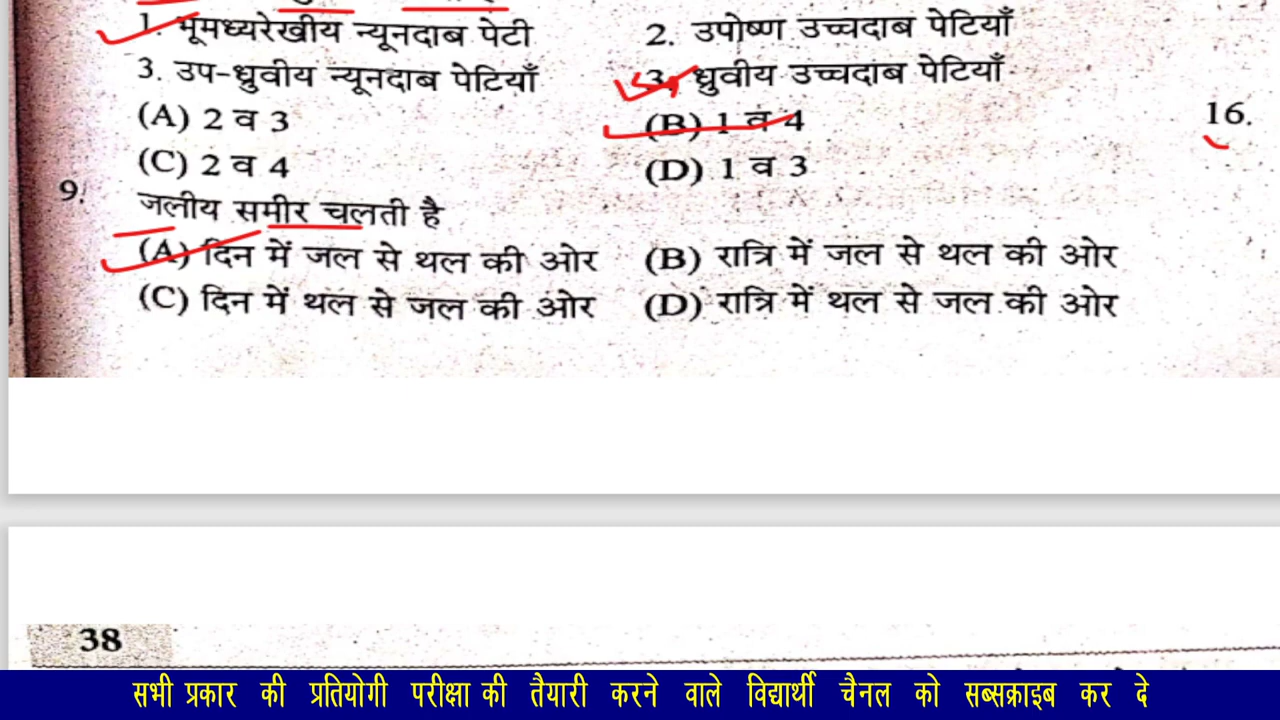 1. भूमध्यरेखीय न्यूनदाब पेटी 2. उपोष्ण उच्चदाब पेटियाँ
3. उप-ध्रुवीय न्यूनदाब पेटियाँ ध्रुवीय उच्चदाब पेटियाँ
(A) 2 व 3 (B) 1 व 4
(C) 2 व 4 (D) 1 व 3
16.
9. जलीय समीर चलती है
(A) दिन में जल से थल की ओर (B) रात्रि में जल से थल की ओर
(C) दिन में थल से जल की ओर (D) रात्रि में थल से जल की ओर
38
सभी प्रकार की प्रतियोगी परीक्षा की तैयारी करने वाले विद्यार्थी चैनल को सब्सक्राइब कर दे